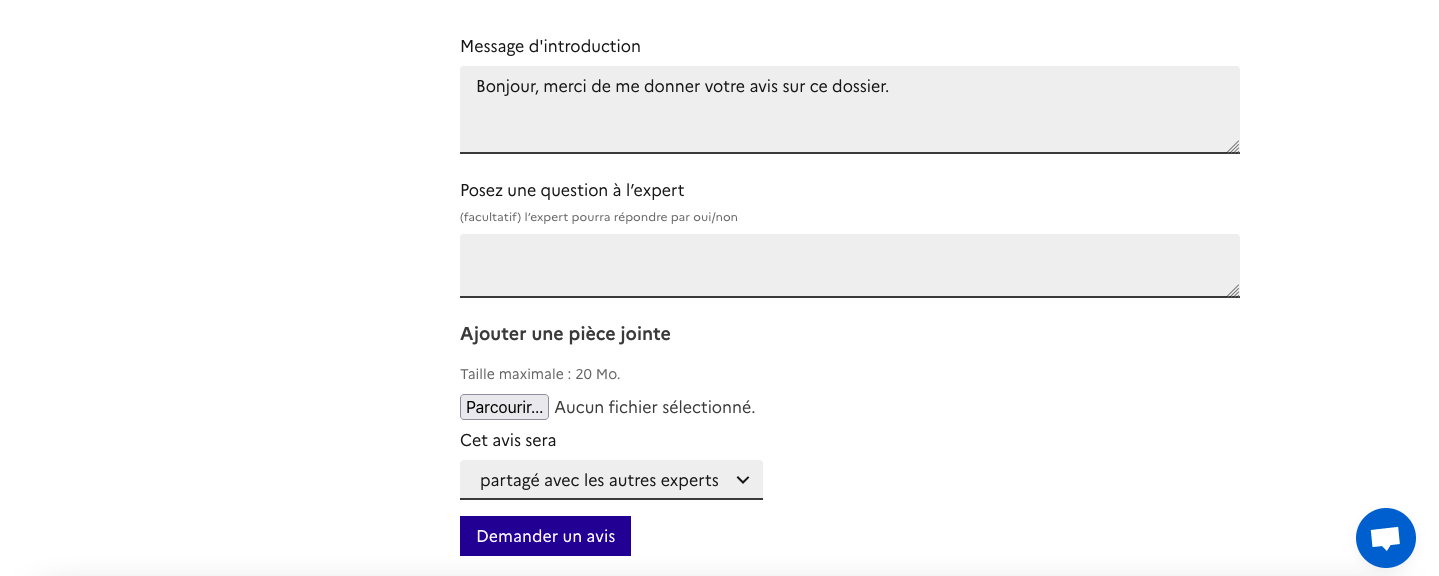 Message d'introduction
Bonjour, merci de me donner votre avis sur ce dossier.
Posez une question à l’expert
(facultatif) l’expert pourra répondre par oui/non
Ajouter une pièce jointe
Taille maximale : 20 Mo.
Parcourir... Aucun fichier sélectionné.
Cet avis sera
partagé avec les autres experts
Demander un avis